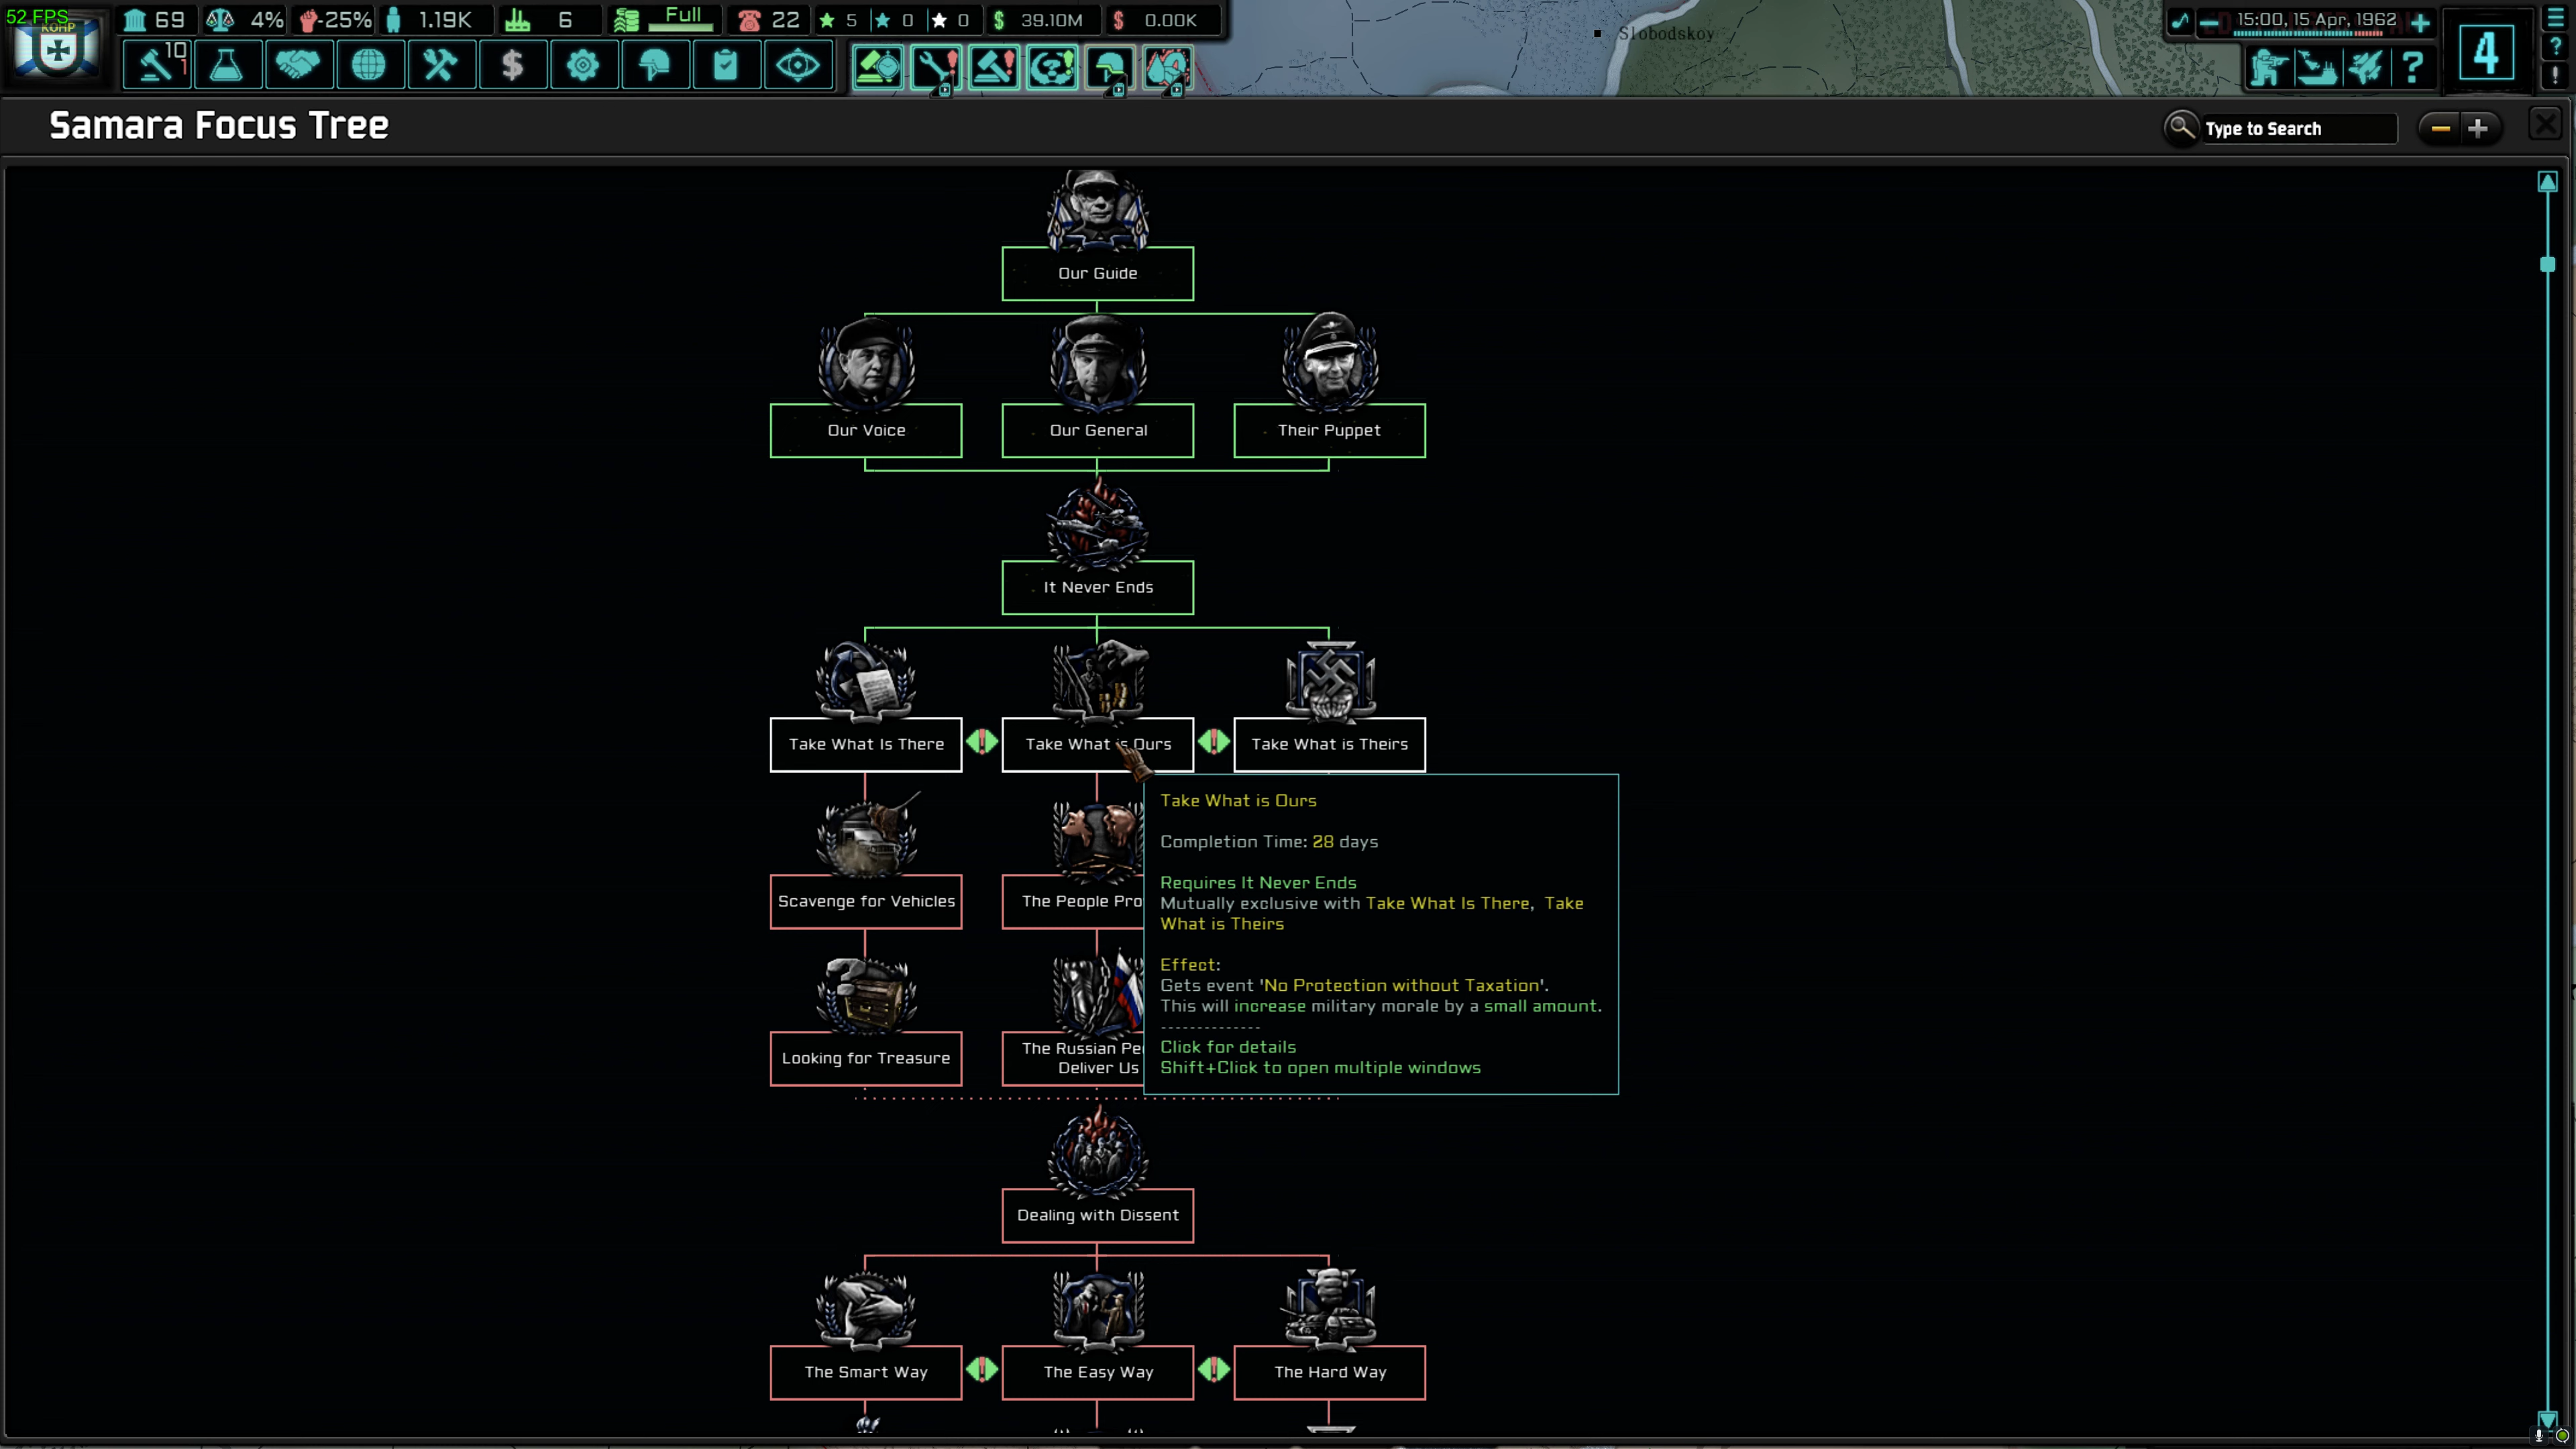 52 FPS
КОНР
69
4%
-25%
1.19K
6
Full
22
5
0
0
$ 39.10M
$ 0.00K
Slobodskoy
15:00, 15 Apr, 1962
4
10
1
Samara Focus Tree
Type to Search
Our Guide
Our Voice
Our General
Their Puppet
It Never Ends
Take What Is There
Take What is Ours
Take What is Theirs
Take What is Ours
Completion Time: 28 days
Requires It Never Ends
Mutually exclusive with Take What Is There, Take
What is Theirs
Effect:
Gets event 'No Protection without Taxation'.
This will increase military morale by a small amount.
--------------
Click for details
Shift+Click to open multiple windows
Scavenge for Vehicles
The People Pro
Looking for Treasure
The Russian Pe
Deliver Us
Dealing with Dissent
The Smart Way
The Easy Way
The Hard Way